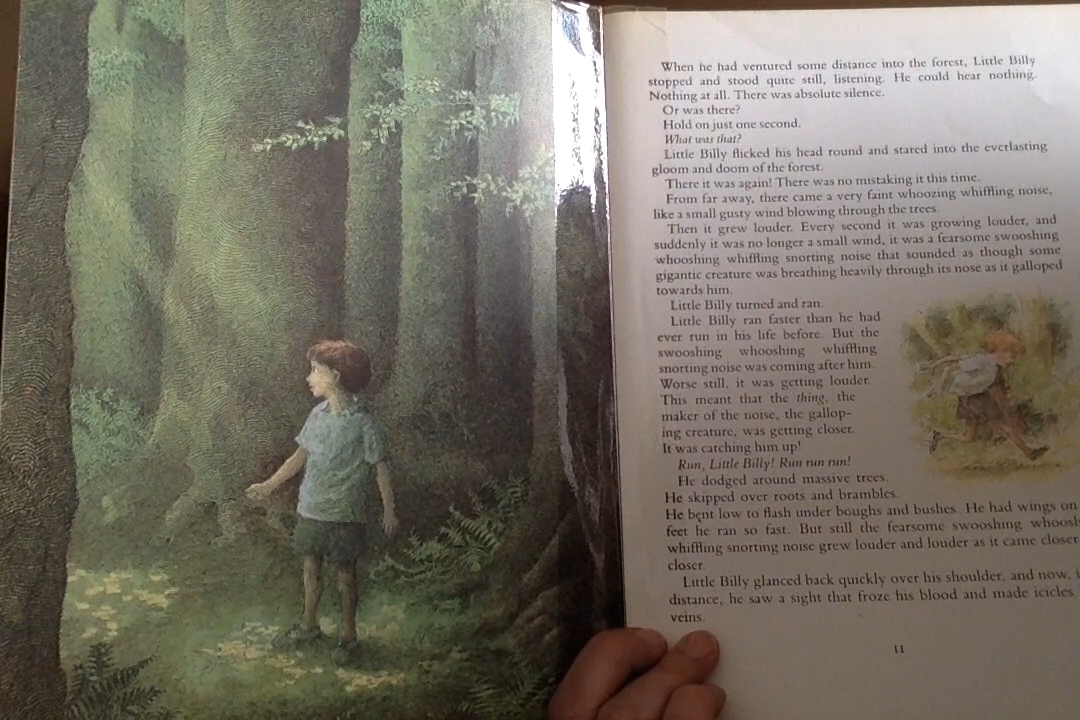 When he had ventured some distance into the forest, Little Billy
stopped and stood quite still, listening. He could hear nothing.
Nothing at all. There was absolute silence.
Or was there?
Hold on just one second.
What was that?
Little Billy flicked his head round and stared into the everlasting
gloom and doom of the forest.
There it was again! There was no mistaking it this time.
From far away, there came a very faint whoozing whiffling noise,
like a small gusty wind blowing through the trees.
Then it grew louder. Every second it was growing louder, and
suddenly it was no longer a small wind, it was a fearsome swooshing
whooshing whiffling snorting noise that sounded as though some
gigantic creature was breathing heavily through its nose as it galloped
towards him.
Little Billy turned and ran.
Little Billy ran faster than he had
ever run in his life before. But the
swooshing whooshing whiffling
snorting noise was coming after him.
Worse still, it was getting louder.
This meant that the thing, the
maker of the noise, the gallop-
ing creature, was getting closer.
It was catching him up!
Run, Little Billy! Run run run!
He dodged around massive trees.
He skipped over roots and brambles.
He bent low to flash under boughs and bushes. He had wings on
feet he ran so fast. But still the fearsome swooshing
whiffling snorting noise grew louder and louder as it came closer
closer.
Little Billy glanced back quickly over his shoulder, and now,
distance, he saw a sight that froze his blood and made icicles
veins.
11